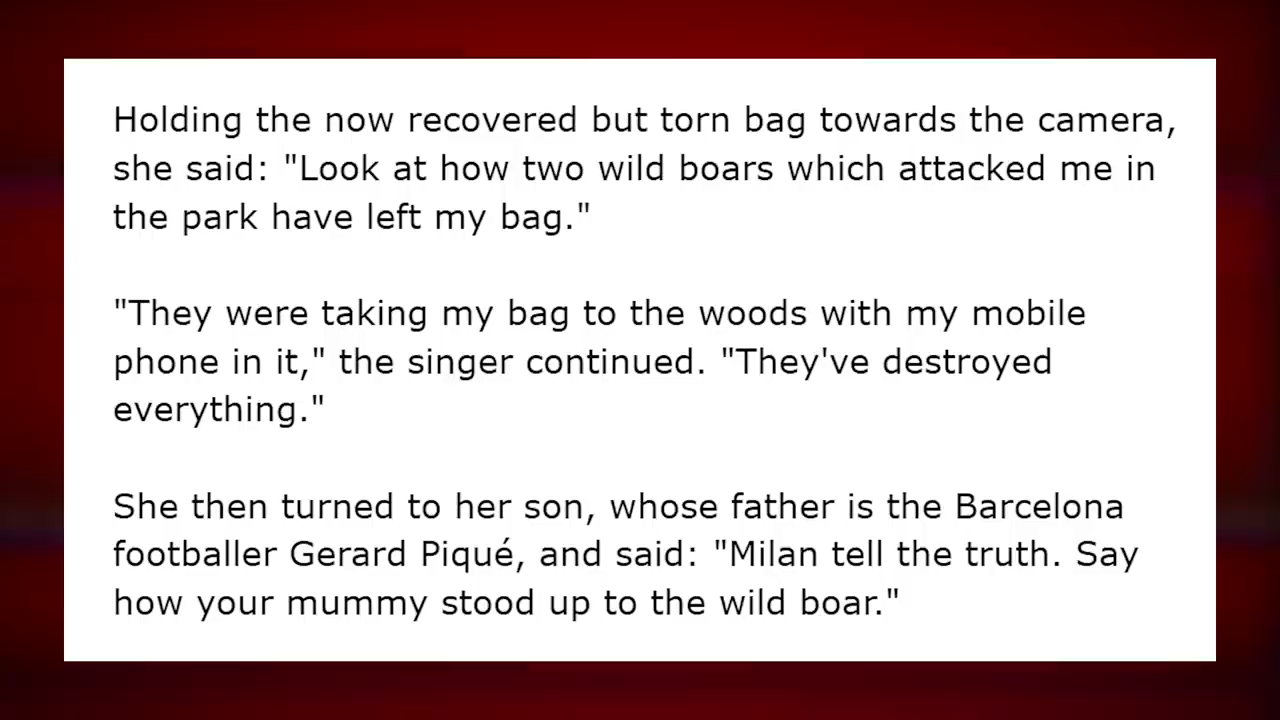 Holding the now recovered but torn bag towards the camera,
she said: "Look at how two wild boars which attacked me in
the park have left my bag."
"They were taking my bag to the woods with my mobile
phone in it," the singer continued. "They've destroyed
everything."
She then turned to her son, whose father is the Barcelona
footballer Gerard Piqué, and said: "Milan tell the truth. Say
how your mummy stood up to the wild boar."